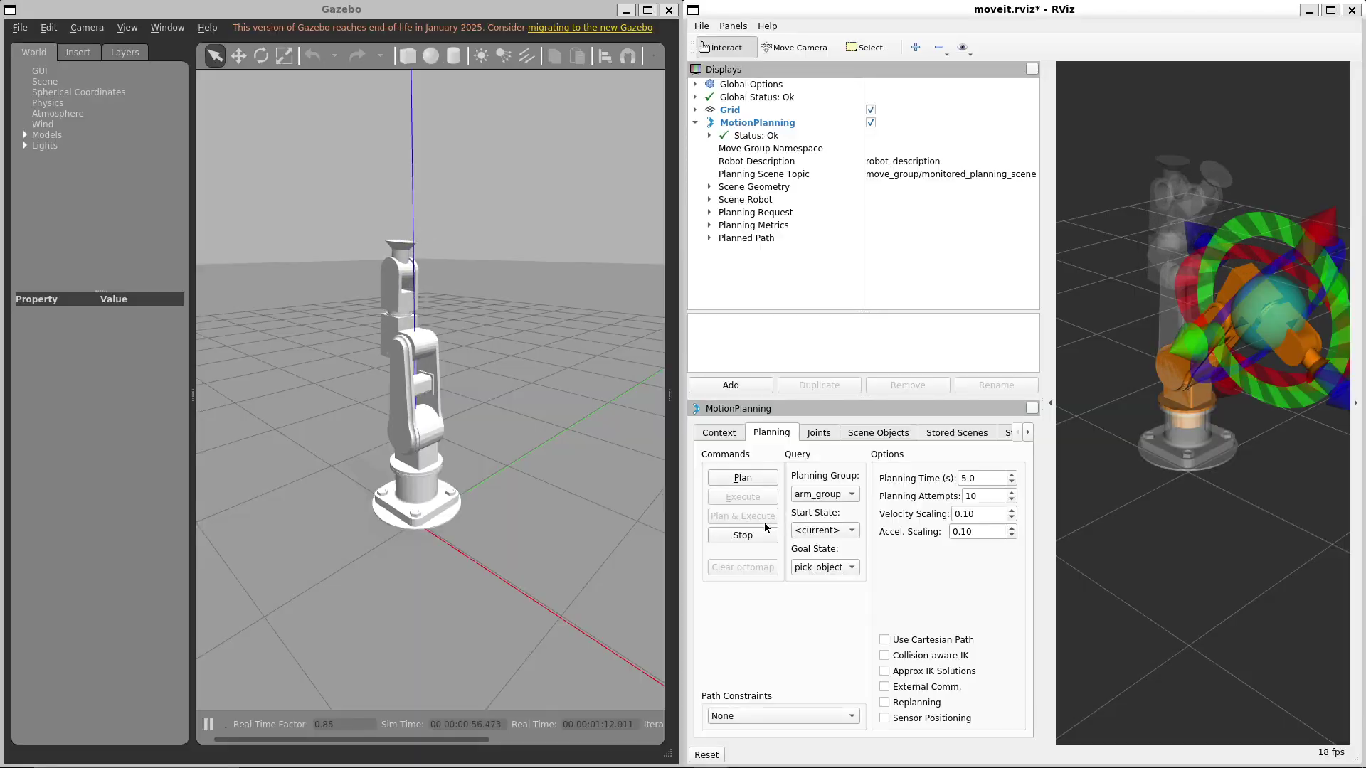 Gazebo
File Edit Camera View Window Help
This version of Gazebo reaches end of life in January 2025. Consider migrating to the new Gazebo
World Insert Layers
GUI
Scene
Spherical Coordinates
Physics
Atmosphere
Wind
Models
Lights
Property Value
Real Time Factor 0.85 Sim Time: 00 00:00:56.473 Real Time: 00 00:01:12.011 Itera
moveit.rviz* - RViz
File Panels Help
Interact Move Camera Select
Displays
Global Options
Global Status: Ok
Grid
MotionPlanning
Status: Ok
Move Group Namespace
Robot Description robot_description
Planning Scene Topic move_group/monitored_planning_scene
Scene Geometry
Scene Robot
Planning Request
Planning Metrics
Planned Path
Add Duplicate Remove Rename
MotionPlanning
Context Planning Joints Scene Objects Stored Scenes
Commands
Plan
Execute
Plan & Execute
Stop
Clear octomap
Query
Planning Group:
arm_group
Start State:
<current>
Goal State:
pick_object
Options
Planning Time (s): 5.0
Planning Attempts: 10
Velocity Scaling: 0.10
Accel. Scaling: 0.10
Use Cartesian Path
Collision-aware IK
Approx IK Solutions
External Comm.
Replanning
Sensor Positioning
Path Constraints
None
Reset
18 fps